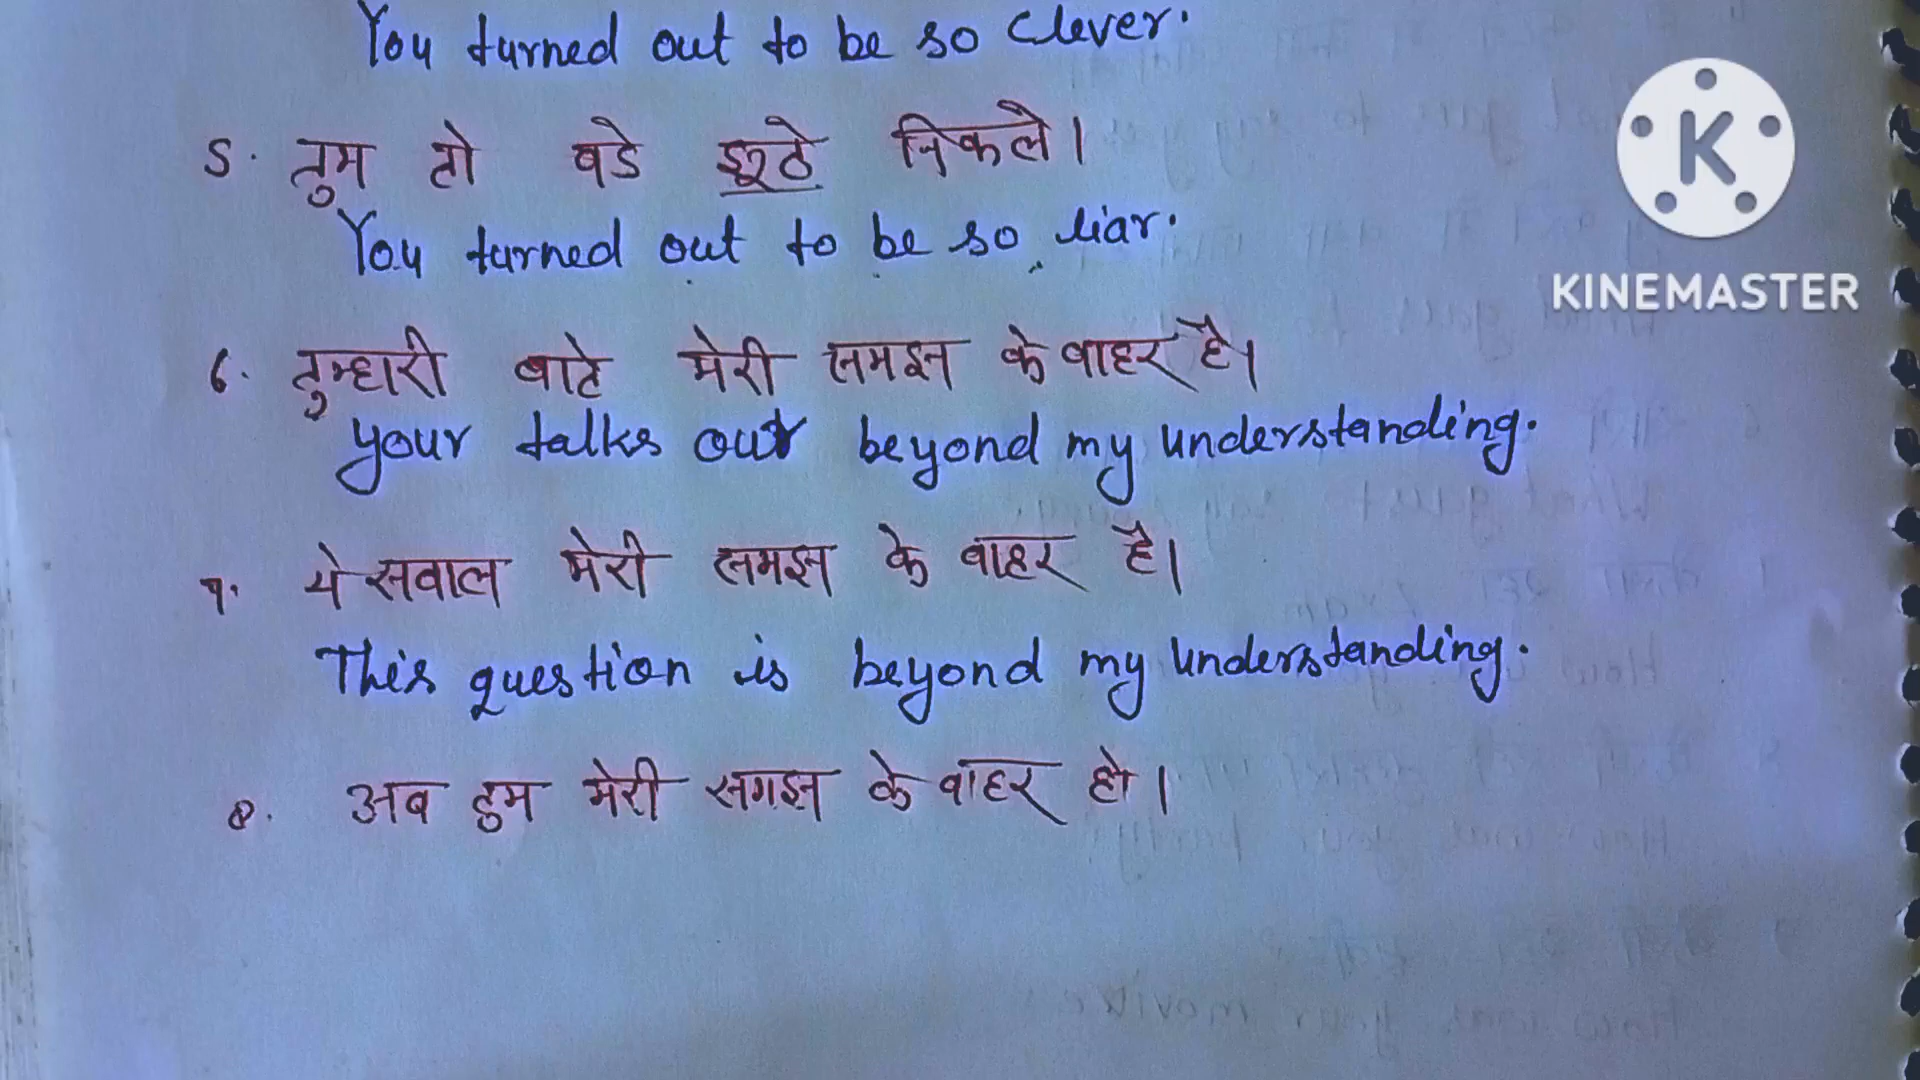 You turned out to be so clever.
5. तुम तो बडे झूठे निकले।
You turned out to be so liar.
6. तुम्हारी बाते मेरी समझ के बाहर है।
your talks out beyond my understanding.
7. ये सवाल मेरी समझ के बाहर है।
This question is beyond my understanding.
8. अब तुम मेरी समझ के बाहर हो।
K
KINEMASTER